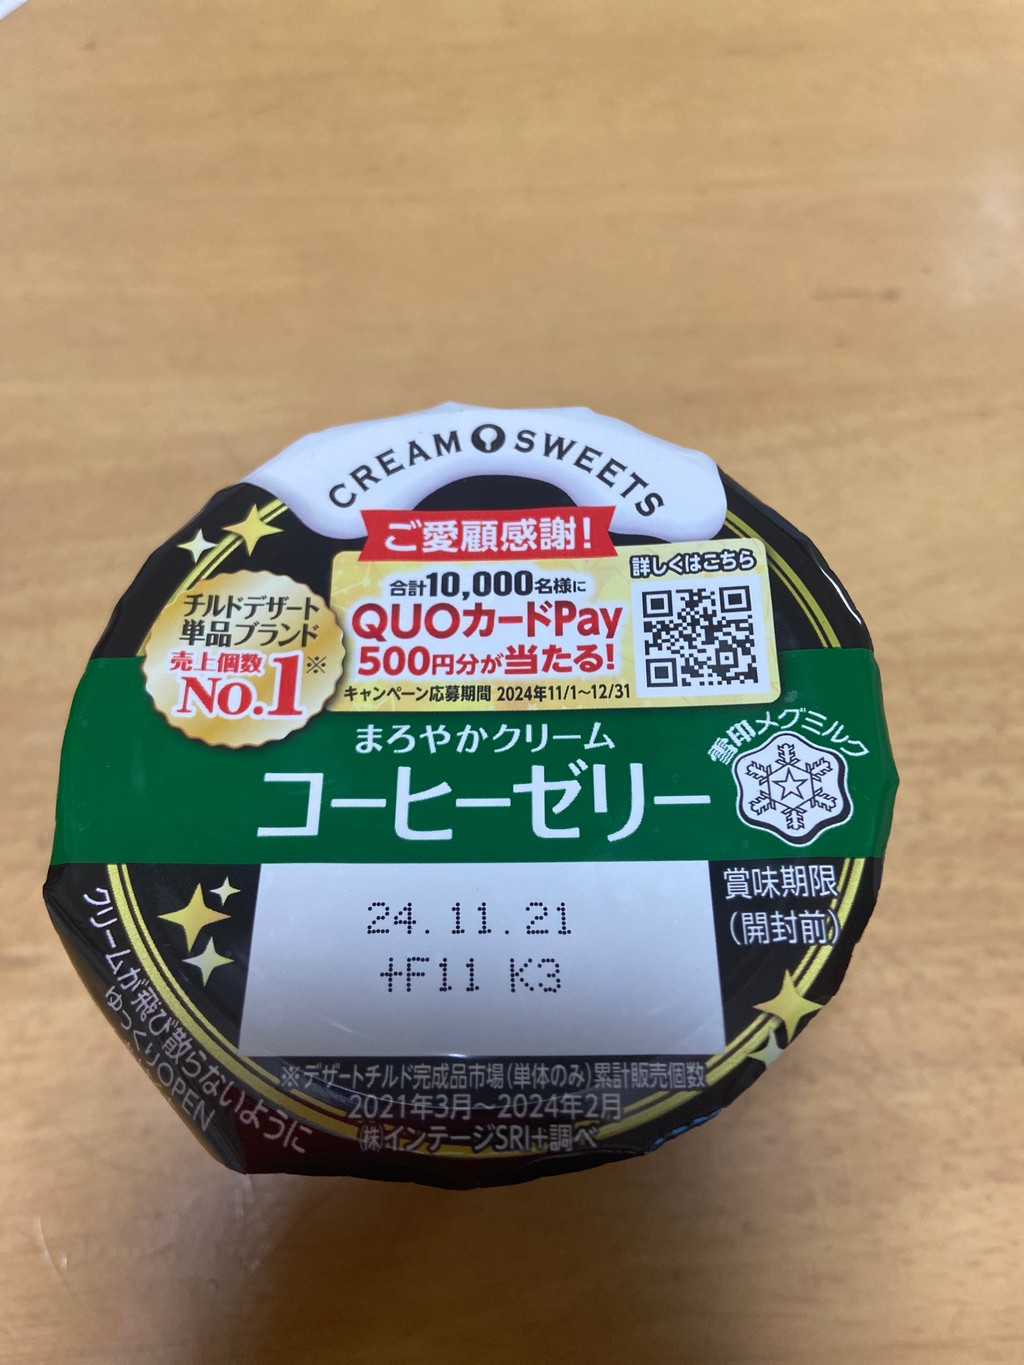 CREAM SWEETS
ご愛顧感謝!
合計10,000名様に
QUOカードPay
500円分が当たる!
キャンペーン応募期間 2024年11/1〜12/31
詳しくはこちら
チルドデザート
単品ブランド
売上個数
No.1※
まろやかクリーム
コーヒーゼリー
雪印メグミルク
賞味期限
(開封前)
24.11.21
+F11 K3
クリームが飛び散らないように
ゆっくりOPEN
※デザートチルド完成品市場(単体のみ)累計販売個数
2021年3月〜2024年2月
㈱インテージSRI+調べ